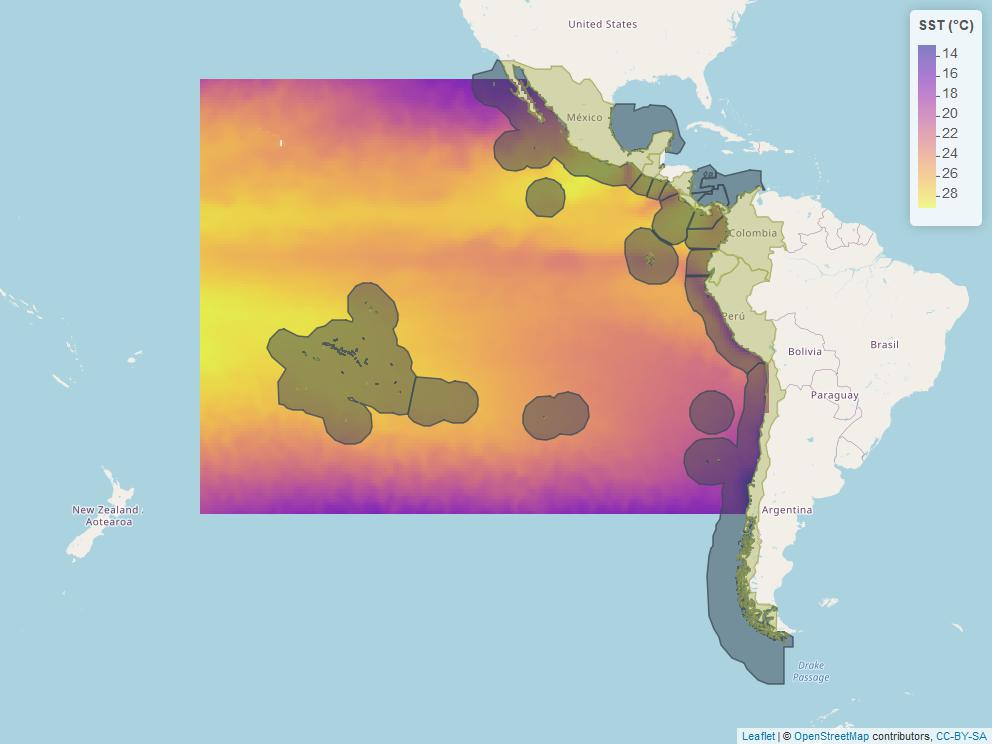 United States
SST (°C)
14
16
18
20
22
24
26
28
México
Colombia
Perú
Bolivia
Brasil
Paraguay
New Zealand .
Aotearoa
Argentina
Drake
Passage
Leaflet | © OpenStreetMap contributors, CC-BY-SA